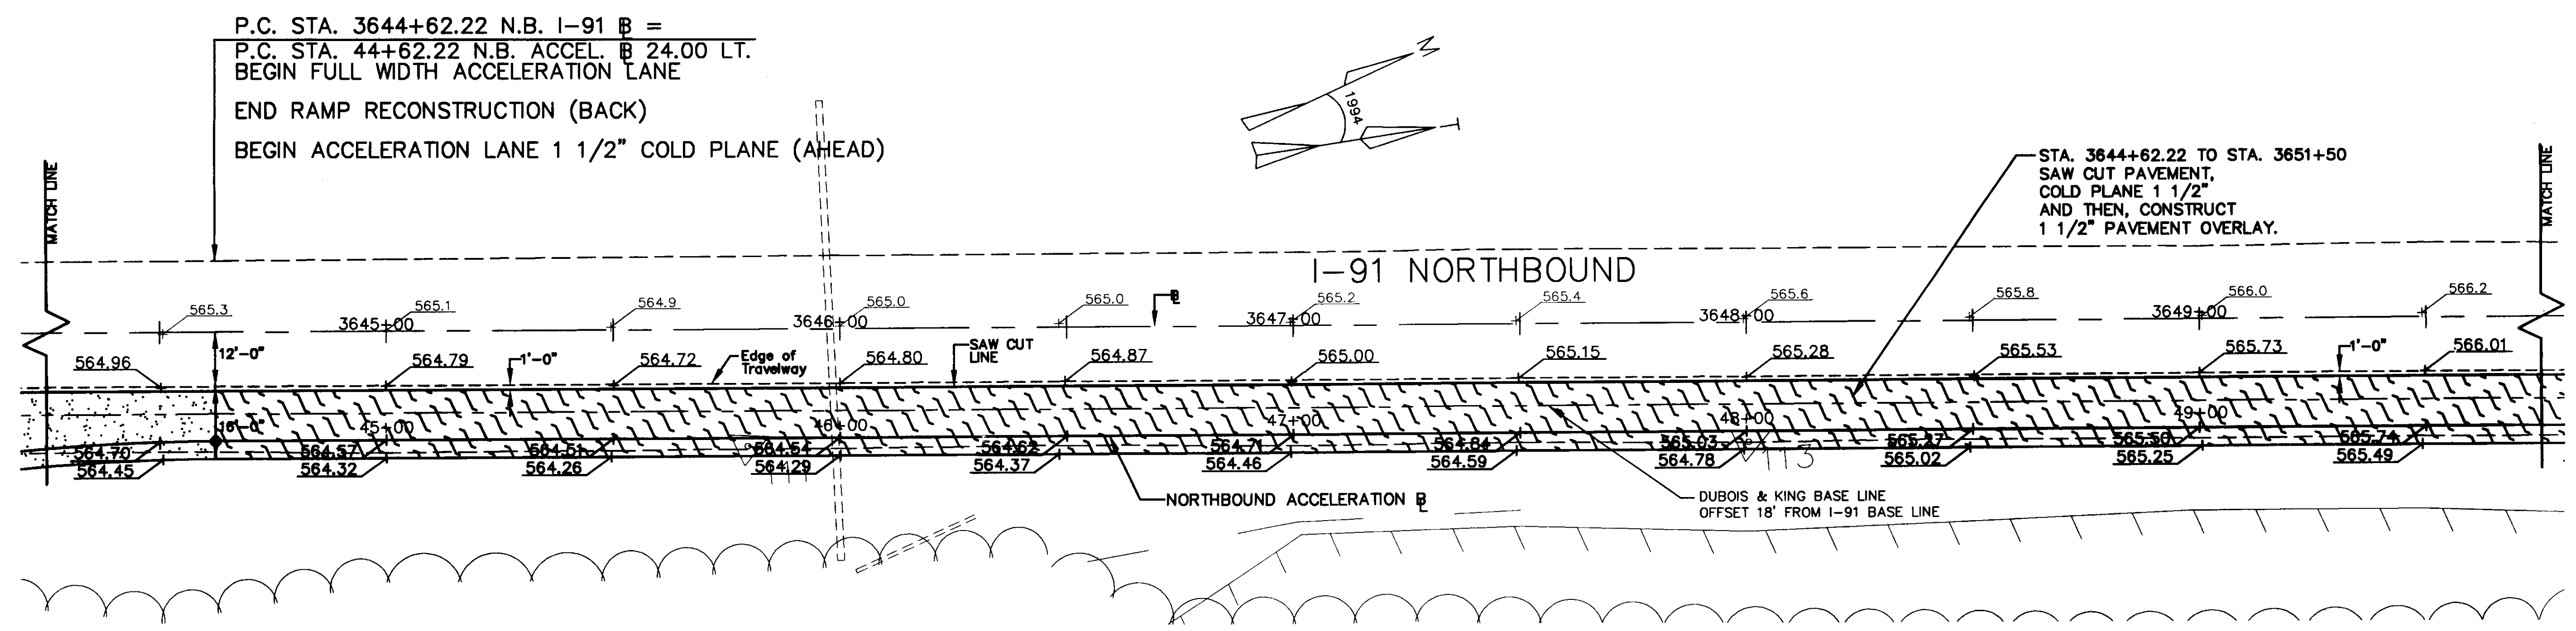 P.C. STA. 3644+62.22 N.B. I-91 BL =
P.C. STA. 44+62.22 N.B. ACCEL. BL 24.00 LT.
BEGIN FULL WIDTH ACCELERATION LANE
END RAMP RECONSTRUCTION (BACK)
BEGIN ACCELERATION LANE 1 1/2" COLD PLANE (AHEAD)
M
1994
T
STA. 3644+62.22 TO STA. 3651+50
SAW CUT PAVEMENT,
COLD PLANE 1 1/2"
AND THEN, CONSTRUCT
1 1/2" PAVEMENT OVERLAY.
MATCH LINE
MATCH LINE
I-91 NORTHBOUND
565.3 565.1 564.9 565.0 565.0 BL 565.2 565.4 565.6 565.8 566.0 566.2
3645+00 3646+00 3647+00 3648+00 3649+00
12'-0" 1'-0" Edge of SAW CUT 1'-0"
Travelway LINE
564.96 564.79 564.72 564.80 564.87 565.00 565.15 565.28 565.53 565.73 566.01
16'-0" 45+00 46+00 47+00 48+00 49+00
564.70 564.57 564.51 564.54 564.62 564.71 564.84 565.03 565.27 565.50 565.74
564.45 564.32 564.26 564.29 564.37 564.46 564.59 564.78 565.02 565.25 565.49
111 113
NORTHBOUND ACCELERATION BL
DUBOIS & KING BASE LINE
OFFSET 18' FROM I-91 BASE LINE